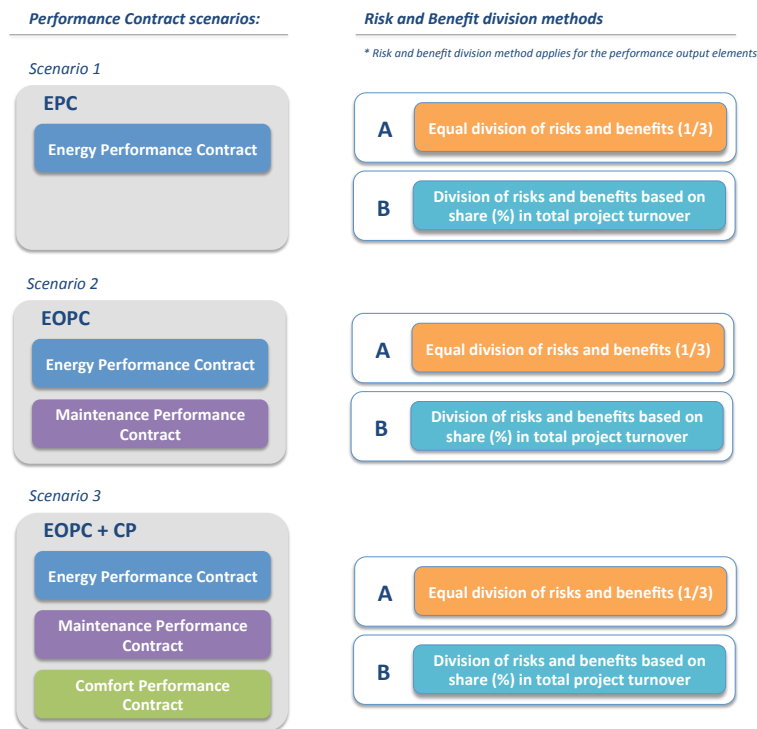 Performance Contract scenarios:
Risk and Benefit division methods
* Risk and benefit division method applies for the performance output elements
Scenario 1
EPC
Energy Performance Contract
A
Equal division of risks and benefits (1/3)
B
Division of risks and benefits based on
share (%) in total project turnover
Scenario 2
EOPC
Energy Performance Contract
Maintenance Performance
Contract
A
Equal division of risks and benefits (1/3)
B
Division of risks and benefits based on
share (%) in total project turnover
Scenario 3
EOPC + CP
Energy Performance Contract
Maintenance Performance
Contract
Comfort Performance
Contract
A
Equal division of risks and benefits (1/3)
B
Division of risks and benefits based on
share (%) in total project turnover